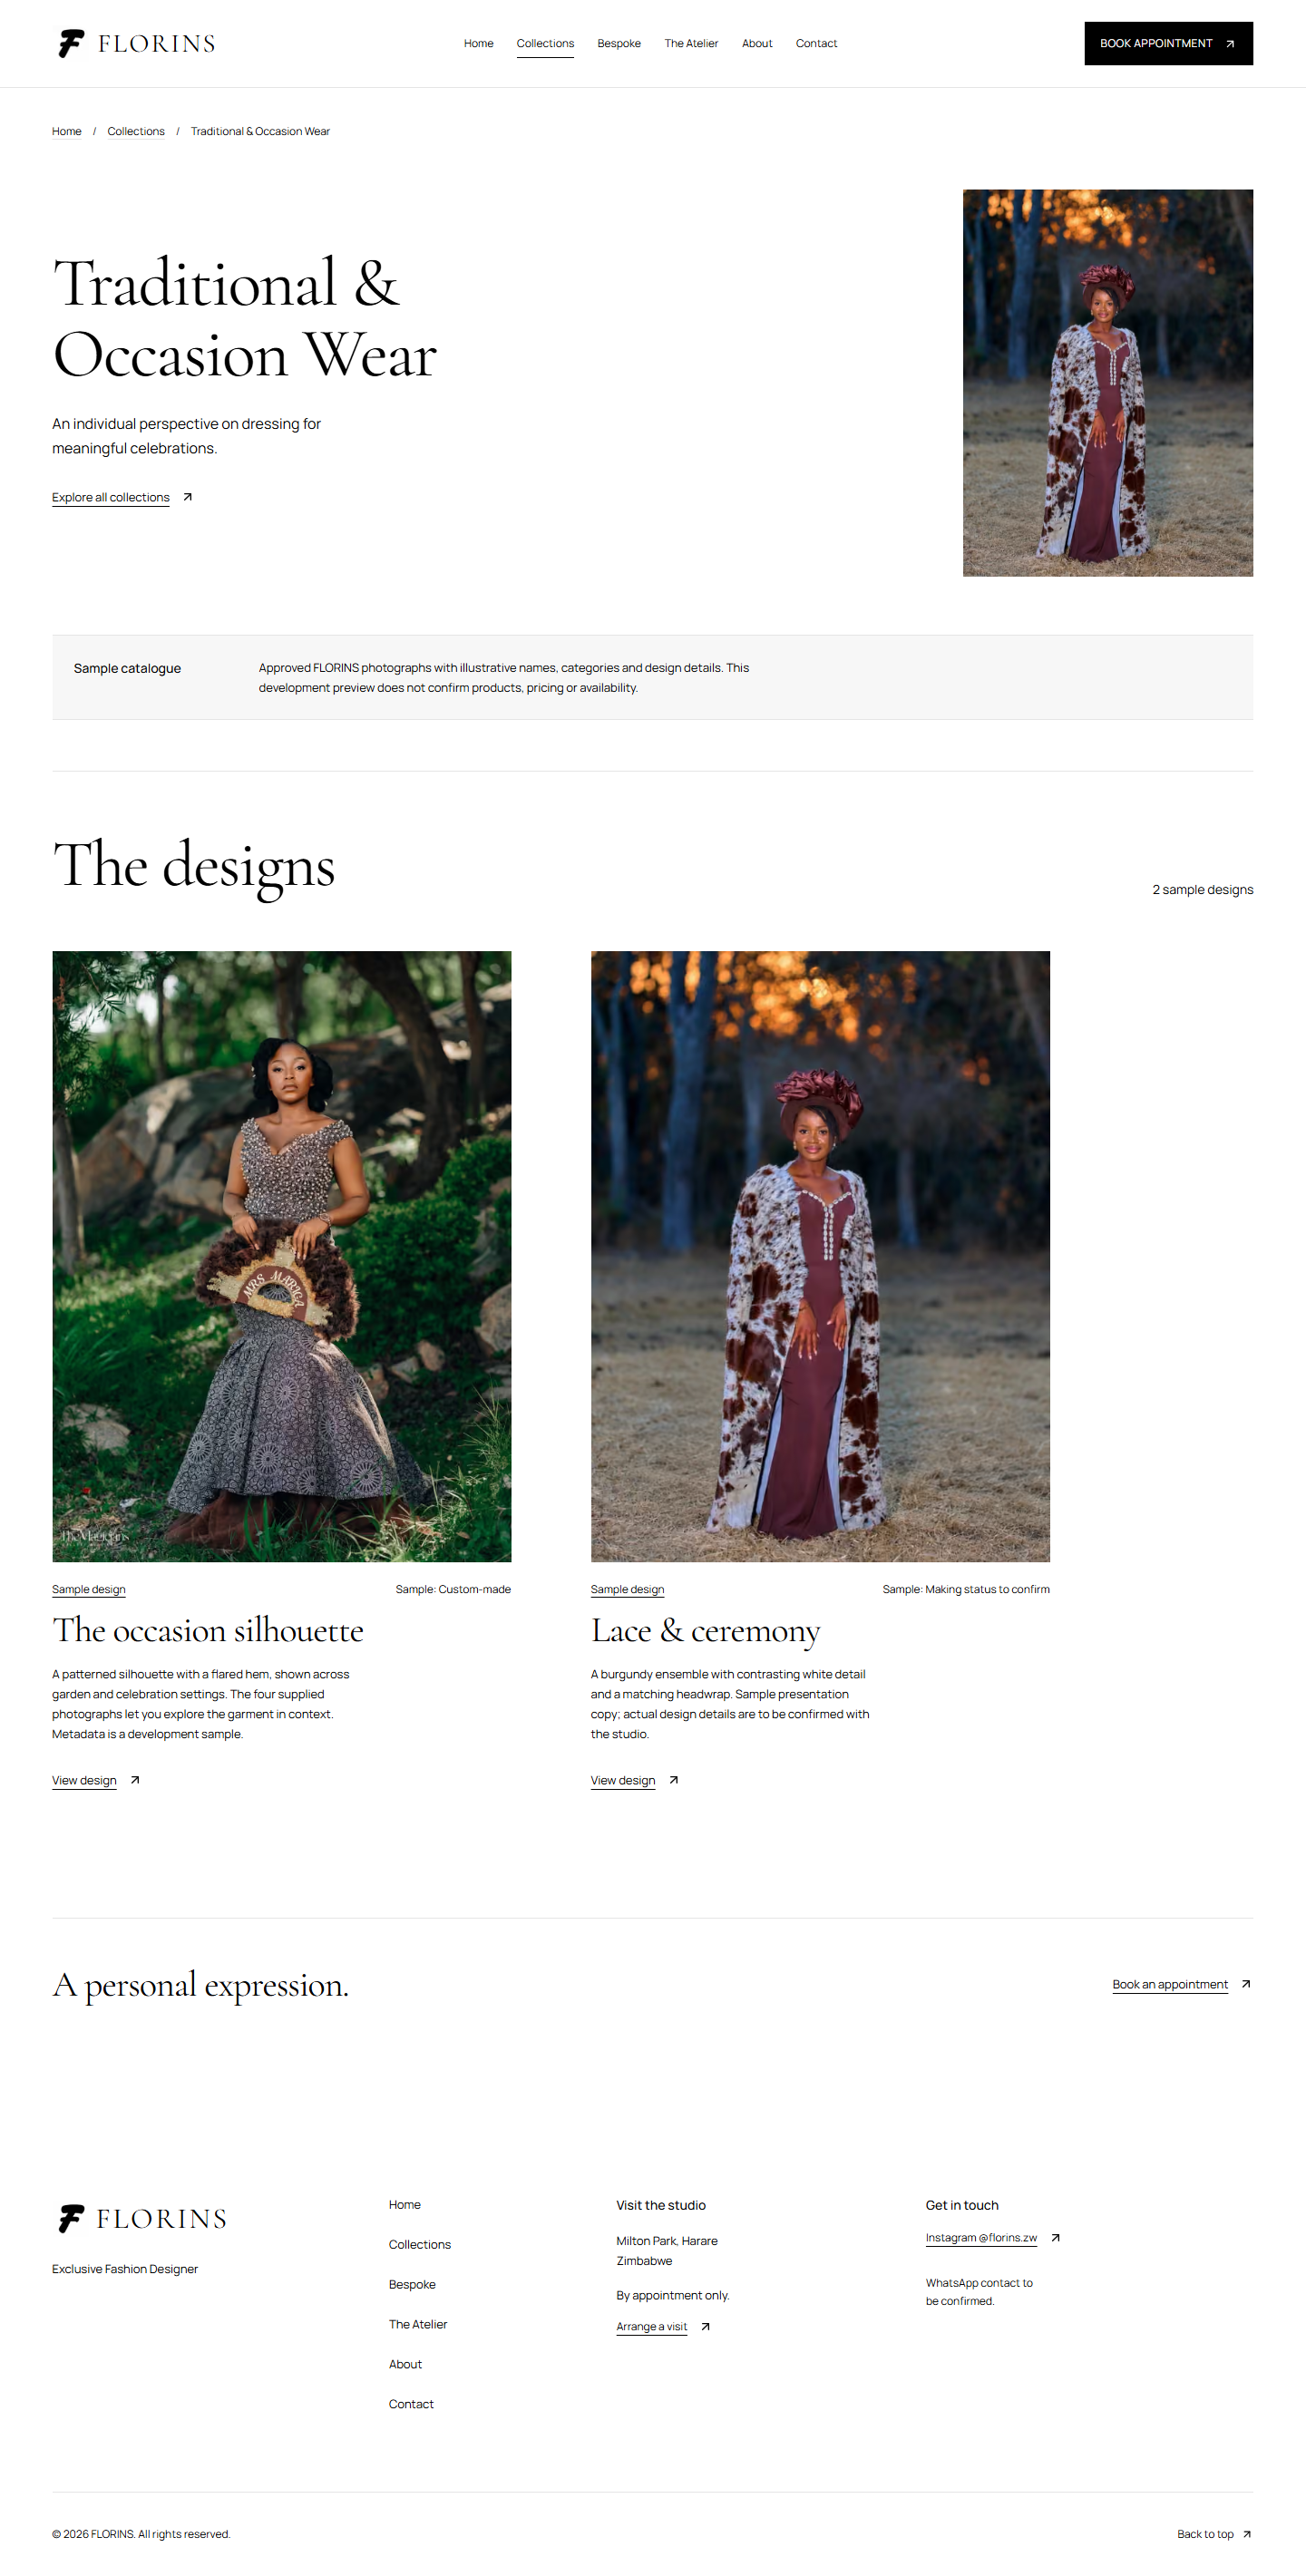 F FLORINS
Home Collections Bespoke The Atelier About Contact
BOOK APPOINTMENT
Home / Collections / Traditional & Occasion Wear
Traditional &
Occasion Wear
An individual perspective on dressing for
meaningful celebrations.
Explore all collections
Sample catalogue
Approved FLORINS photographs with illustrative names, categories and design details. This
development preview does not confirm products, pricing or availability.
The designs
2 sample designs
MRS MARICA
Sample design
Sample: Custom-made
The occasion silhouette
A patterned silhouette with a flared hem, shown across
garden and celebration settings. The four supplied
photographs let you explore the garment in context.
Metadata is a development sample.
View design
Sample design
Sample: Making status to confirm
Lace & ceremony
A burgundy ensemble with contrasting white detail
and a matching headwrap. Sample presentation
copy; actual design details are to be confirmed with
the studio.
View design
A personal expression.
Book an appointment
F FLORINS
Exclusive Fashion Designer
Home
Collections
Bespoke
The Atelier
About
Contact
Visit the studio
Milton Park, Harare
Zimbabwe
By appointment only.
Arrange a visit
Get in touch
Instagram @florins.zw
WhatsApp contact to
be confirmed.
© 2026 FLORINS. All rights reserved.
Back to top